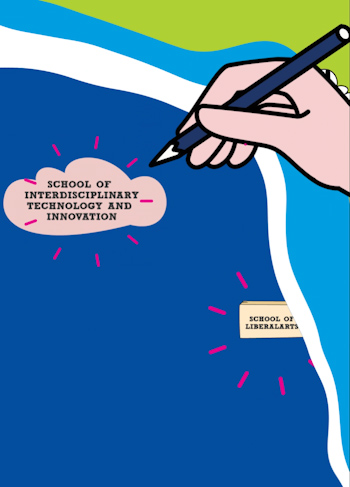 SCHOOL OF
INTERDISCIPLINARY
TECHNOLOGY AND
INNOVATION
SCHOOL OF
LIBERALARTS